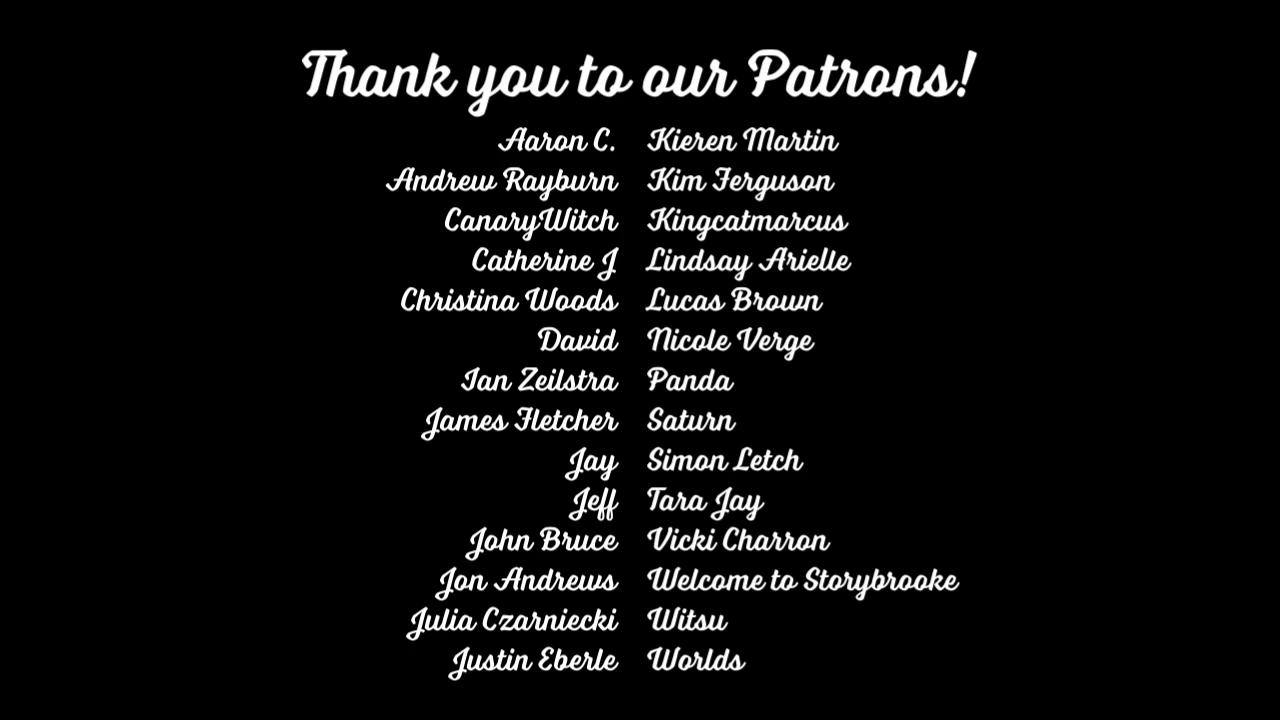 Thank you to our Patrons!
Aaron C.
Andrew Rayburn
CanaryWitch
Catherine J
Christina Woods
David
Ian Zeilstra
James Fletcher
Jay
Jeff
John Bruce
Jon Andrews
Julia Czarniecki
Justin Eberle
Kieren Martin
Kim Ferguson
Kingcatmarcus
Lindsay Arielle
Lucas Brown
Nicole Verge
Panda
Saturn
Simon Letch
Tara Jay
Vicki Charron
Welcome to Storybrooke
Witsu
Worlds